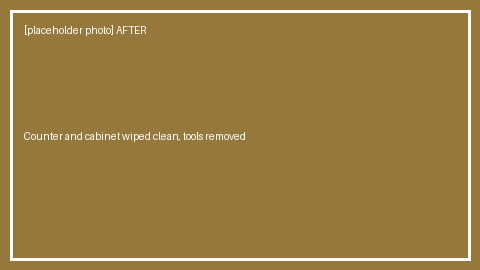 [placeholder photo] AFTER
Counter and cabinet wiped clean, tools removed